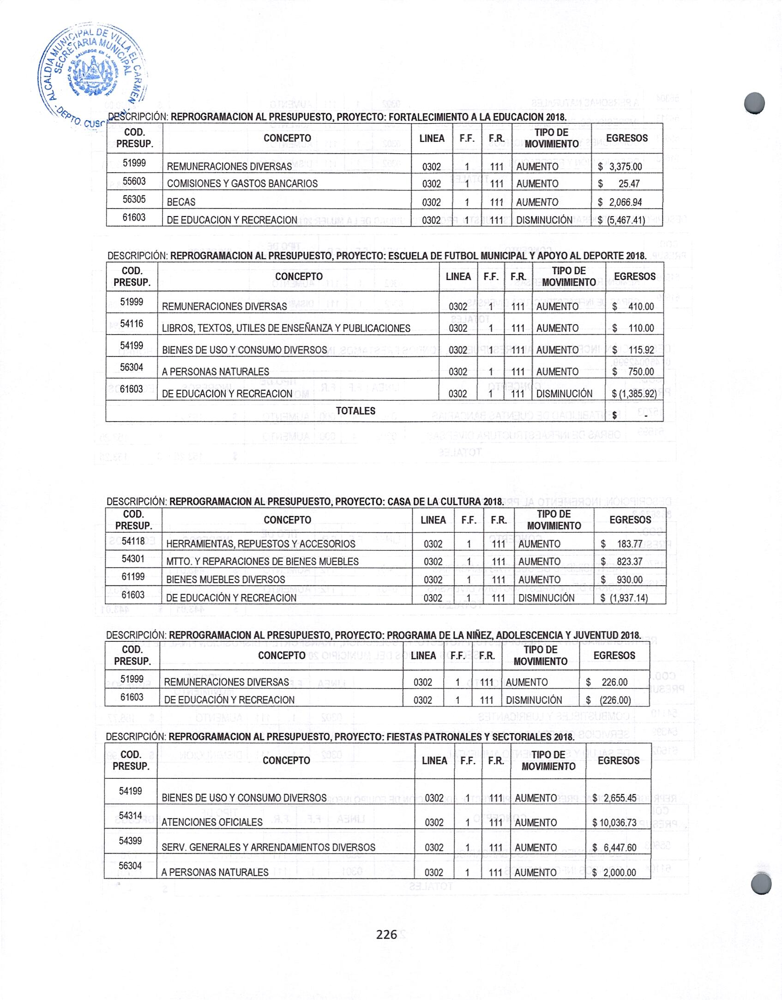 ALCALDIA MUNICIPAL DE VILLA EL CARMEN
SECRETARIA MUNICIPAL
REPUBLICA DE EL SALVADOR EN LA AMERICA CENTRAL
- DEPTO.
DESCRIPCIÓN: REPROGRAMACION AL PRESUPUESTO, PROYECTO: FORTALECIMIENTO A LA EDUCACION 2018.
COD. PRESUP. CONCEPTO LINEA F.F. F.R. TIPO DE MOVIMIENTO EGRESOS
51999 REMUNERACIONES DIVERSAS 0302 1 111 AUMENTO $ 3,375.00
55603 COMISIONES Y GASTOS BANCARIOS 0302 1 111 AUMENTO $ 25.47
56305 BECAS 0302 1 111 AUMENTO $ 2,066.94
61603 DE EDUCACION Y RECREACION 0302 1 111 DISMINUCIÓN $ (5,467.41)
DESCRIPCIÓN: REPROGRAMACION AL PRESUPUESTO, PROYECTO: ESCUELA DE FUTBOL MUNICIPAL Y APOYO AL DEPORTE 2018.
COD. PRESUP. CONCEPTO LINEA F.F. F.R. TIPO DE MOVIMIENTO EGRESOS
51999 REMUNERACIONES DIVERSAS 0302 1 111 AUMENTO $ 410.00
54116 LIBROS, TEXTOS, UTILES DE ENSEÑANZA Y PUBLICACIONES 0302 1 111 AUMENTO $ 110.00
54199 BIENES DE USO Y CONSUMO DIVERSOS 0302 1 111 AUMENTO $ 115.92
56304 A PERSONAS NATURALES 0302 1 111 AUMENTO $ 750.00
61603 DE EDUCACION Y RECREACION 0302 1 111 DISMINUCIÓN $ (1,385.92)
TOTALES $ -
DESCRIPCIÓN: REPROGRAMACION AL PRESUPUESTO, PROYECTO: CASA DE LA CULTURA 2018.
COD. PRESUP. CONCEPTO LINEA F.F. F.R. TIPO DE MOVIMIENTO EGRESOS
54118 HERRAMIENTAS, REPUESTOS Y ACCESORIOS 0302 1 111 AUMENTO $ 183.77
54301 MTTO. Y REPARACIONES DE BIENES MUEBLES 0302 1 111 AUMENTO $ 823.37
61199 BIENES MUEBLES DIVERSOS 0302 1 111 AUMENTO $ 930.00
61603 DE EDUCACIÓN Y RECREACION 0302 1 111 DISMINUCIÓN $ (1,937.14)
DESCRIPCIÓN: REPROGRAMACION AL PRESUPUESTO, PROYECTO: PROGRAMA DE LA NIÑEZ, ADOLESCENCIA Y JUVENTUD 2018.
COD. PRESUP. CONCEPTO LINEA F.F. F.R. TIPO DE MOVIMIENTO EGRESOS
51999 REMUNERACIONES DIVERSAS 0302 1 111 AUMENTO $ 226.00
61603 DE EDUCACIÓN Y RECREACION 0302 1 111 DISMINUCIÓN $ (226.00)
DESCRIPCIÓN: REPROGRAMACION AL PRESUPUESTO, PROYECTO: FIESTAS PATRONALES Y SECTORIALES 2018.
COD. PRESUP. CONCEPTO LINEA F.F. F.R. TIPO DE MOVIMIENTO EGRESOS
54199 BIENES DE USO Y CONSUMO DIVERSOS 0302 1 111 AUMENTO $ 2,655.45
54314 ATENCIONES OFICIALES 0302 1 111 AUMENTO $ 10,036.73
54399 SERV. GENERALES Y ARRENDAMIENTOS DIVERSOS 0302 1 111 AUMENTO $ 6,447.60
56304 A PERSONAS NATURALES 0302 1 111 AUMENTO $ 2,000.00
226